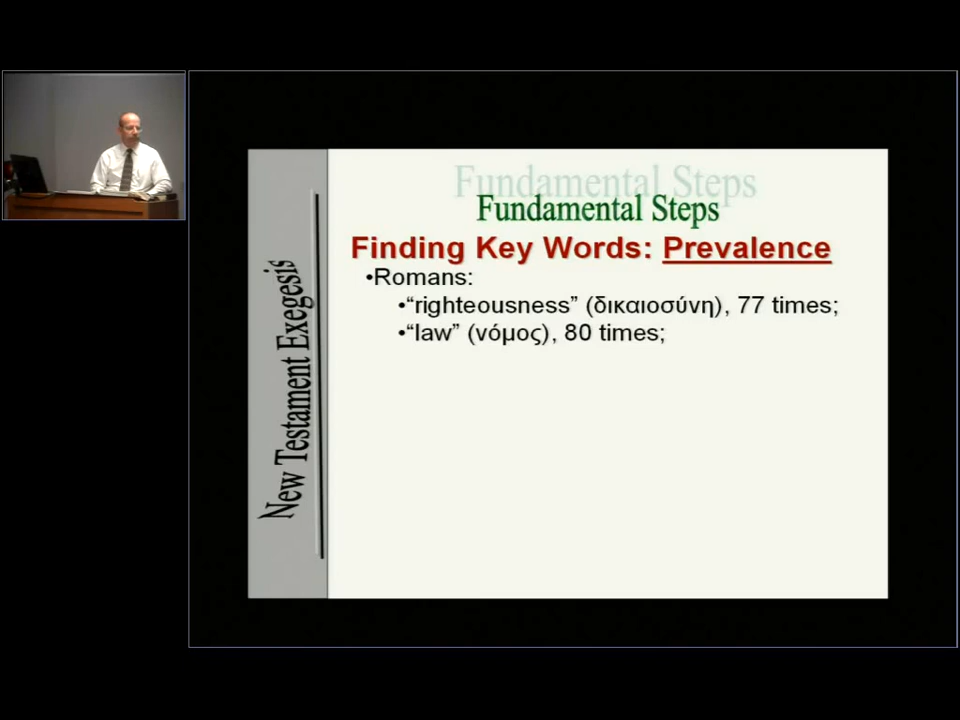 Fundamental Steps
Fundamental Steps
Finding Key Words: Prevalence
•Romans:
•“righteousness” (δικαιοσύνη), 77 times;
•“law” (νόμος), 80 times;
New Testament Exegesis